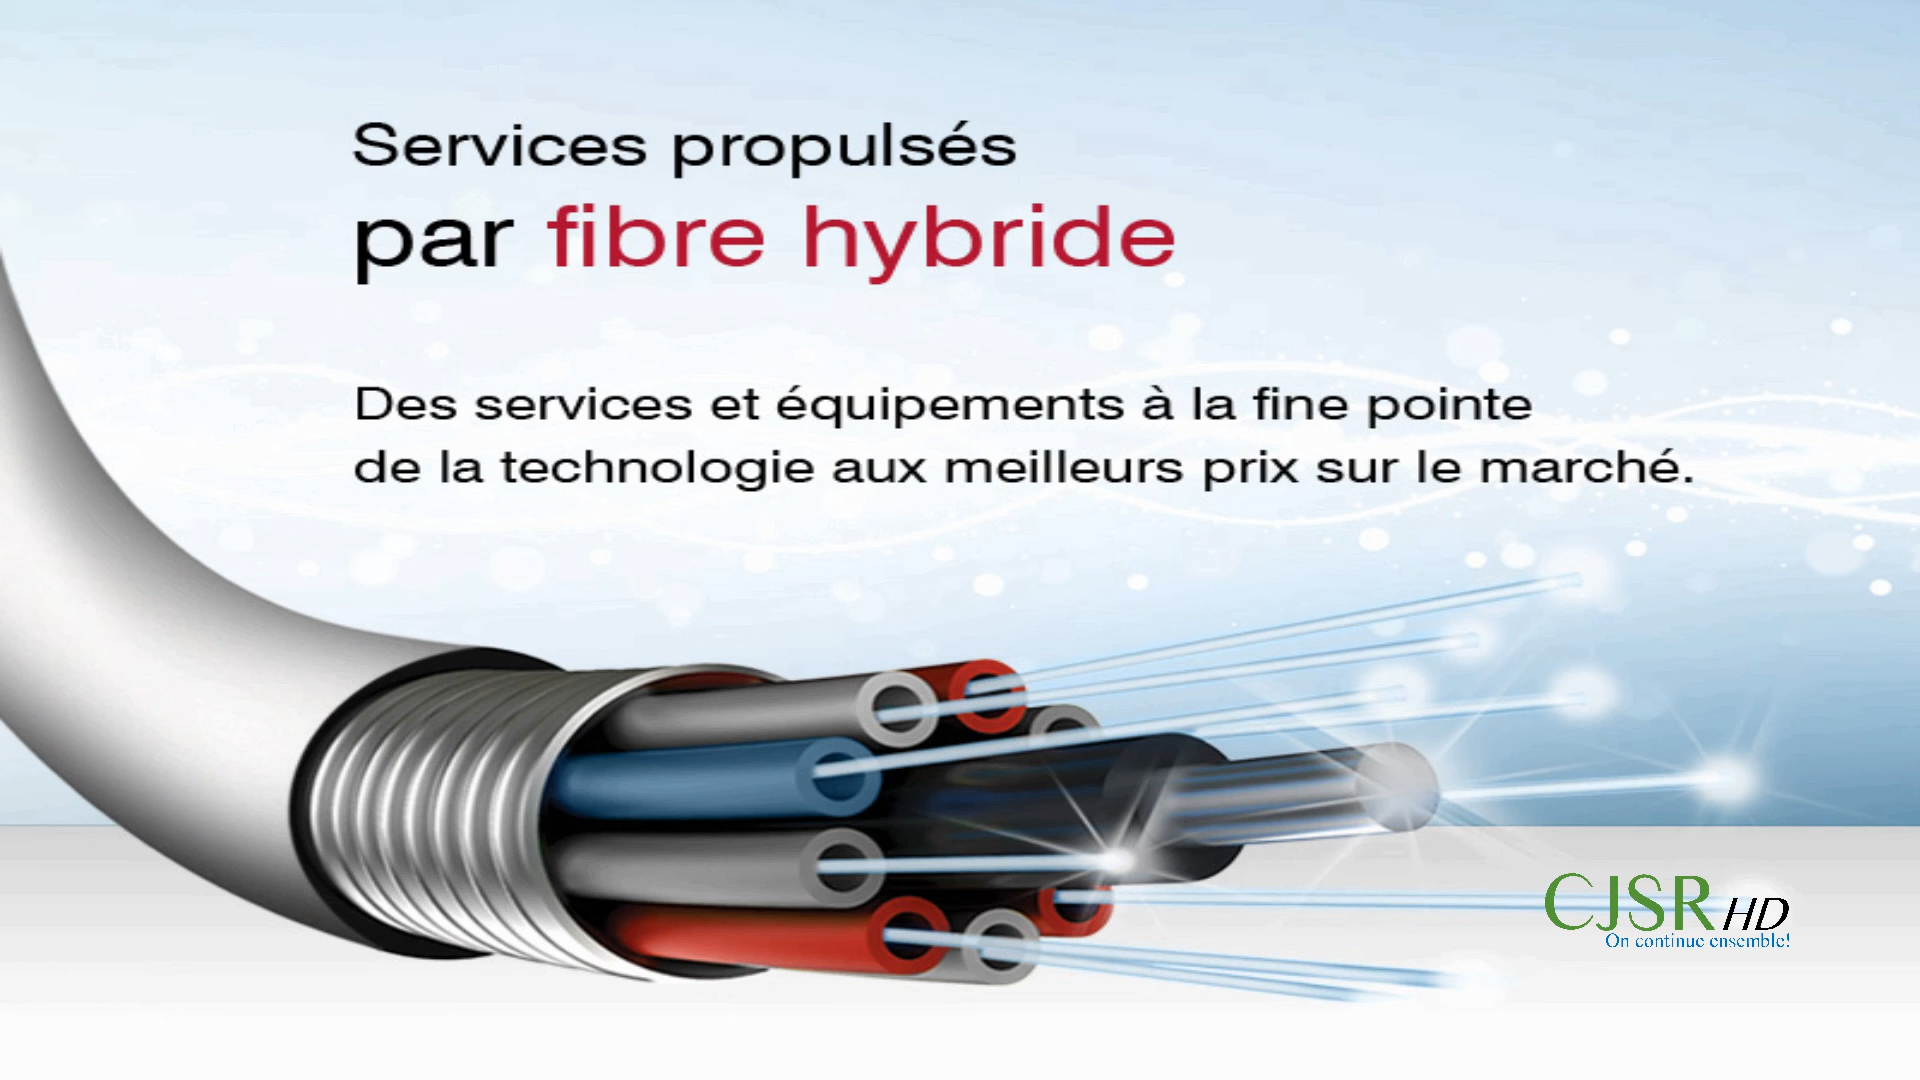 Services propulsés
par fibre hybride
Des services et équipements à la fine pointe
de la technologie aux meilleurs prix sur le marché.
CJSR HD
On continue ensemble!